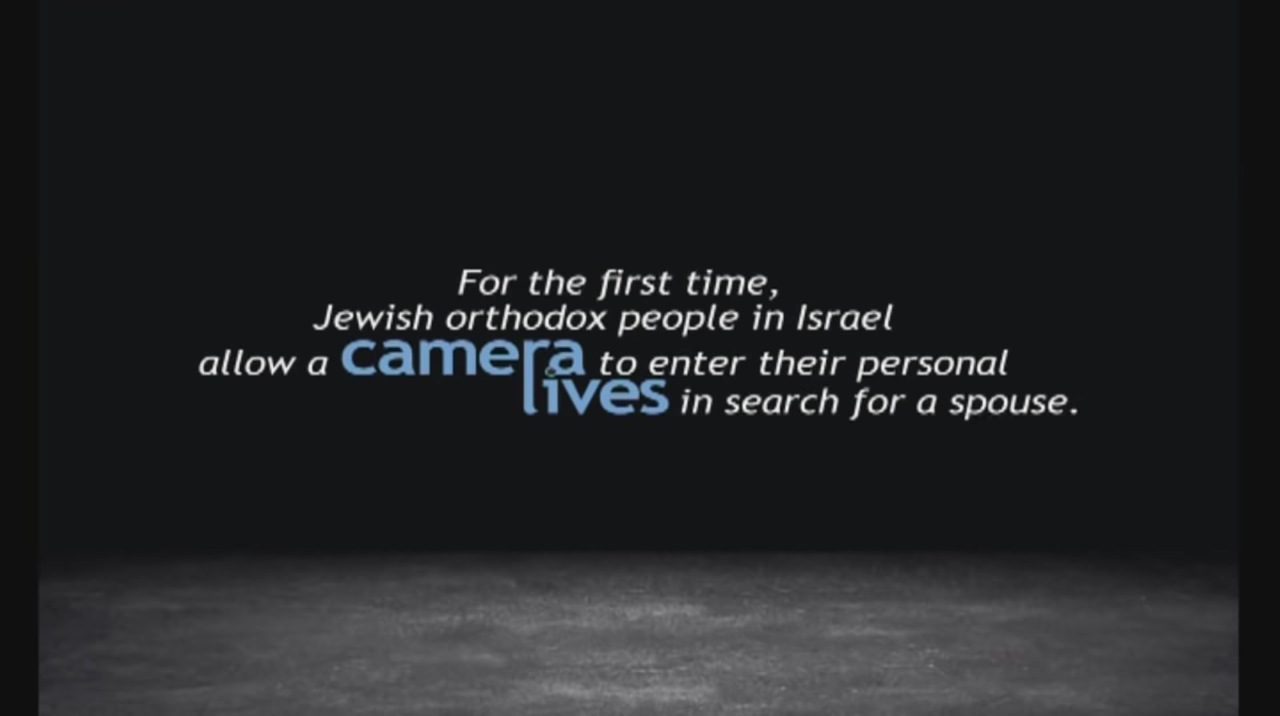 For the first time,
Jewish orthodox people in Israel
allow a camera to enter their personal
lives in search for a spouse.